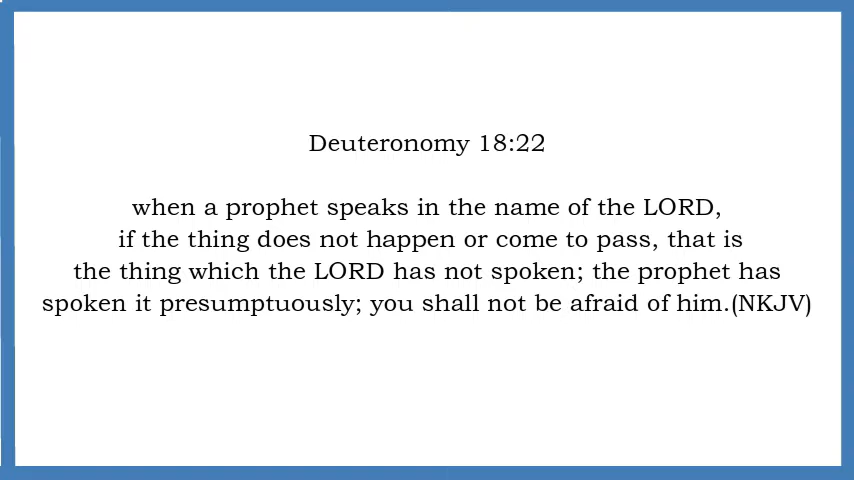 Deuteronomy 18:22
when a prophet speaks in the name of the LORD,
if the thing does not happen or come to pass, that is
the thing which the LORD has not spoken; the prophet has
spoken it presumptuously; you shall not be afraid of him.(NKJV)